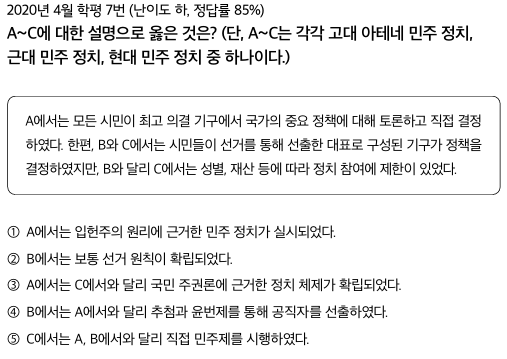 2020년 4월 학평 7번 (난이도 하, 정답률 85%)
A~C에 대한 설명으로 옳은 것은? (단, A~C는 각각 고대 아테네 민주 정치,
근대 민주 정치, 현대 민주 정치 중 하나이다.)
A에서는 모든 시민이 최고 의결 기구에서 국가의 중요 정책에 대해 토론하고 직접 결정
하였다. 한편, B와 C에서는 시민들이 선거를 통해 선출한 대표로 구성된 기구가 정책을
결정하였지만, B와 달리 C에서는 성별, 재산 등에 따라 정치 참여에 제한이 있었다.
① A에서는 입헌주의 원리에 근거한 민주 정치가 실시되었다.
② B에서는 보통 선거 원칙이 확립되었다.
③ A에서는 C에서와 달리 국민 주권론에 근거한 정치 체제가 확립되었다.
④ B에서는 A에서와 달리 추첨과 윤번제를 통해 공직자를 선출하였다.
⑤ C에서는 A, B에서와 달리 직접 민주제를 시행하였다.